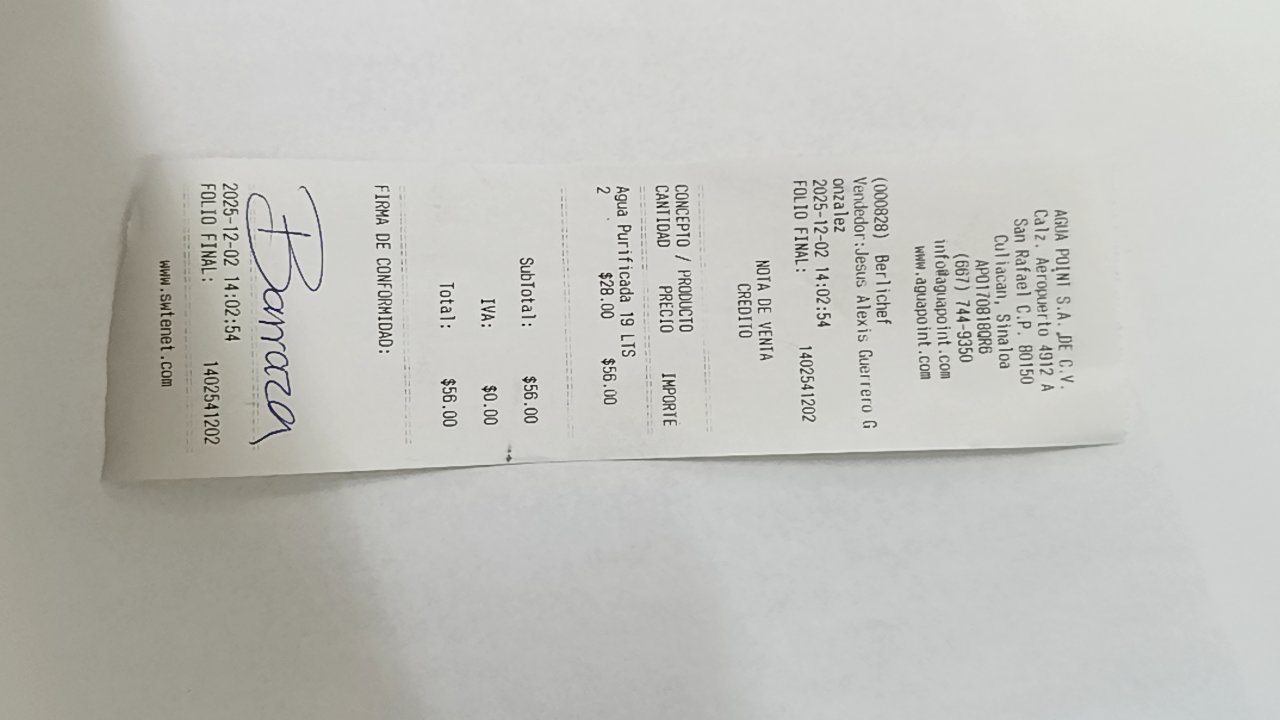 AGUA POINT S.A. DE C.V.
Calz. Aeropuerto 4912 A
San Rafael C.P. 80150
Culiacan, Sinaloa
APO170818QR6
(667) 744-9350
info@aguapoint.com
www.aguapoint.com
(000828) Berlichef
Vendedor:Jesus Alexis Guerrero G
onzalez
2025-12-02 14:02:54
FOLIO FINAL: 1402541202
NOTA DE VENTA
CREDITO
CONCEPTO / PRODUCTO
CANTIDAD PRECIO IMPORTE
Agua Purificada 19 LTS
2 $28.00 $56.00
SubTotal: $56.00
IVA: $0.00
Total: $56.00
FIRMA DE CONFORMIDAD:
Barraza
2025-12-02 14:02:54
FOLIO FINAL: 1402541202
www.swtenet.com